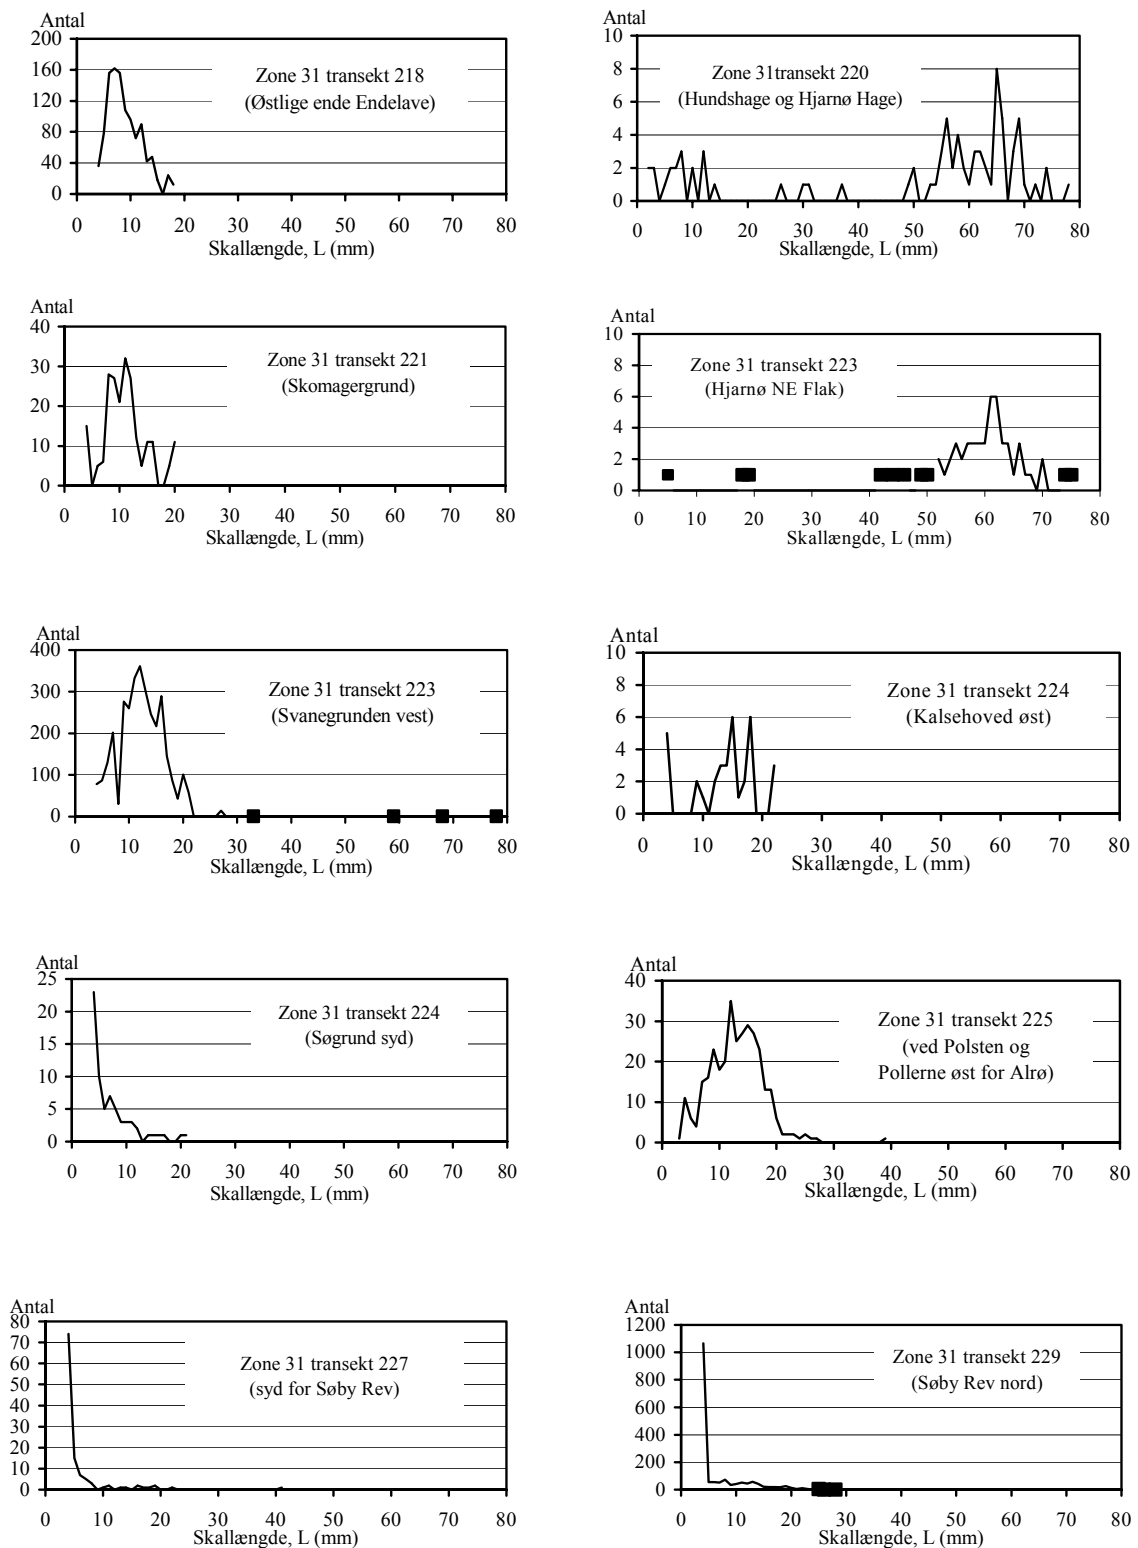 Antal
200
160
120
80
40
0
Zone 31 transekt 218
(Østlige ende Endelave)
0 10 20 30 40 50 60 70 80
Skallængde, L (mm)
Antal
10
8
6
4
2
0
Zone 31transekt 220
(Hundshage og Hjarnø Hage)
0 10 20 30 40 50 60 70 80
Skallængde, L (mm)
Antal
40
30
20
10
0
Zone 31 transekt 221
(Skomagergrund)
0 10 20 30 40 50 60 70 80
Skallængde, L (mm)
Antal
10
8
6
4
2
0
Zone 31 transekt 223
(Hjarnø NE Flak)
0 10 20 30 40 50 60 70 80
Skallængde, L (mm)
Antal
400
300
200
100
0
Zone 31 transekt 223
(Svanegrunden vest)
0 10 20 30 40 50 60 70 80
Skallængde, L (mm)
Antal
10
8
6
4
2
0
Zone 31 transekt 224
(Kalsehoved øst)
0 10 20 30 40 50 60 70 80
Skallængde, L (mm)
Antal
25
20
15
10
5
0
Zone 31 transekt 224
(Søgrund syd)
0 10 20 30 40 50 60 70 80
Skallængde, L (mm)
Antal
40
30
20
10
0
Zone 31 transekt 225
(ved Polsten og
Pollerne øst for Alrø)
0 10 20 30 40 50 60 70 80
Skallængde, L (mm)
Antal
80
70
60
50
40
30
20
10
0
Zone 31 transekt 227
(syd for Søby Rev)
0 10 20 30 40 50 60 70 80
Skallængde, L (mm)
Antal
1200
1000
800
600
400
200
0
Zone 31 transekt 229
(Søby Rev nord)
0 10 20 30 40 50 60 70 80
Skallængde, L (mm)